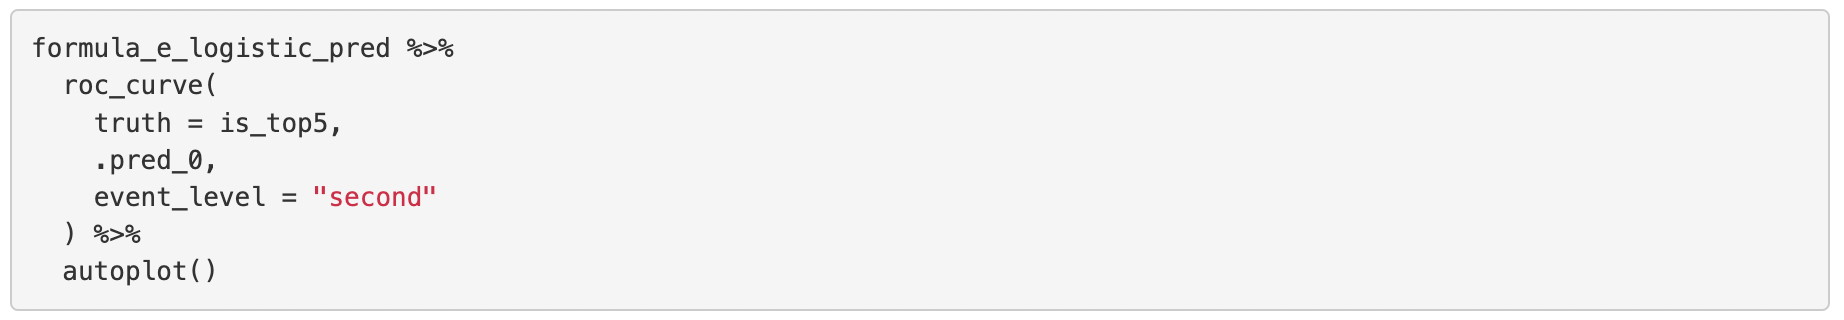 formula_e_logistic_pred %>%
  roc_curve(
    truth = is_top5,
    .pred_0,
    event_level = "second"
  ) %>%
  autoplot()